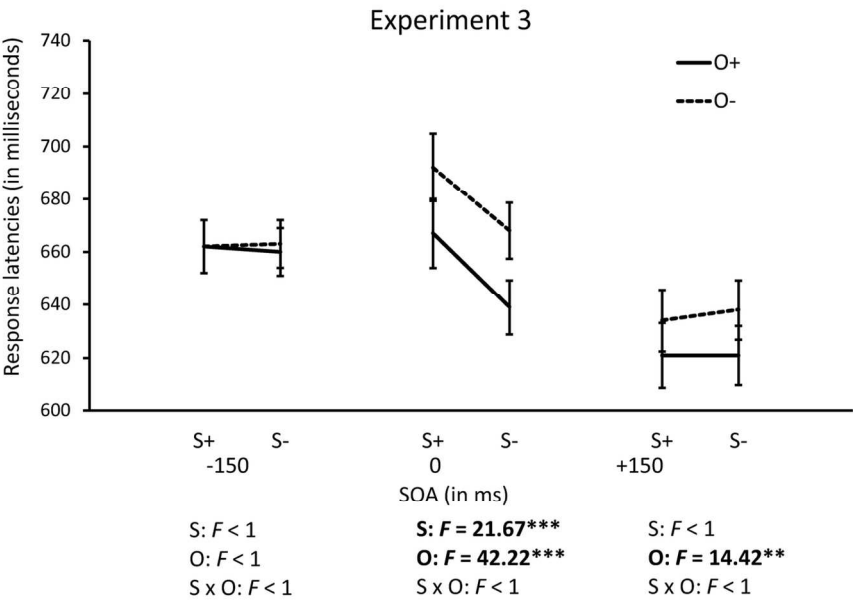 Experiment 3
Response latencies (in milliseconds)
740
720
700
680
660
640
620
600
O+
O-
S+ S- S+ S- S+ S-
-150 0 +150
SOA (in ms)
S: F < 1 S: F = 21.67*** S: F < 1
O: F < 1 O: F = 42.22*** O: F = 14.42**
S x O: F < 1 S x O: F < 1 S x O: F < 1